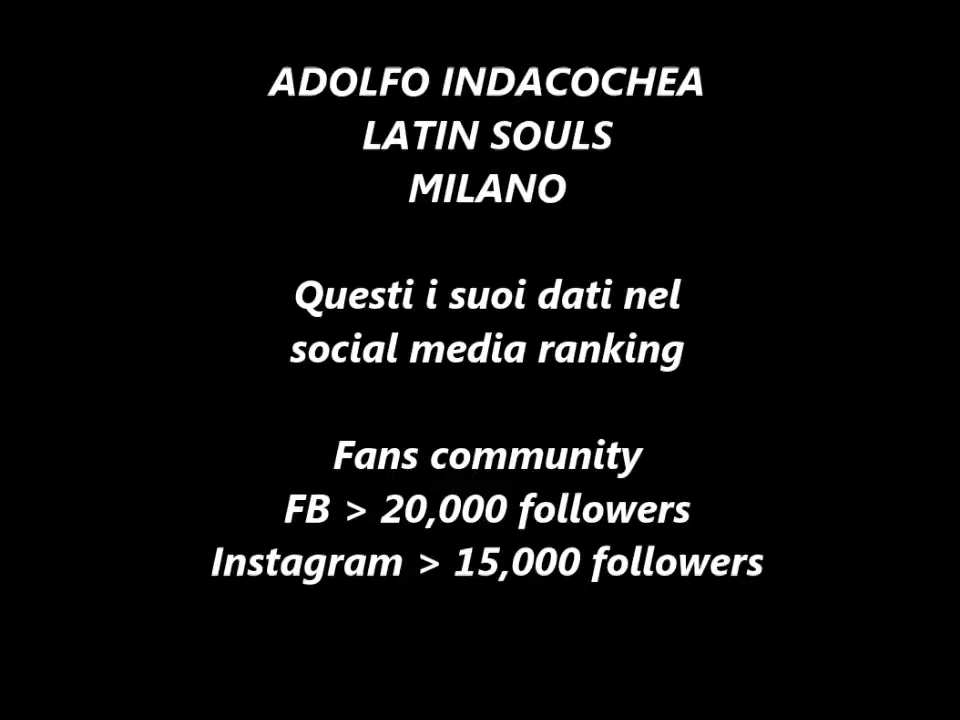 ADOLFO INDACOCHEA
LATIN SOULS
MILANO
Questi i suoi dati nel
social media ranking
Fans community
FB > 20,000 followers
Instagram > 15,000 followers